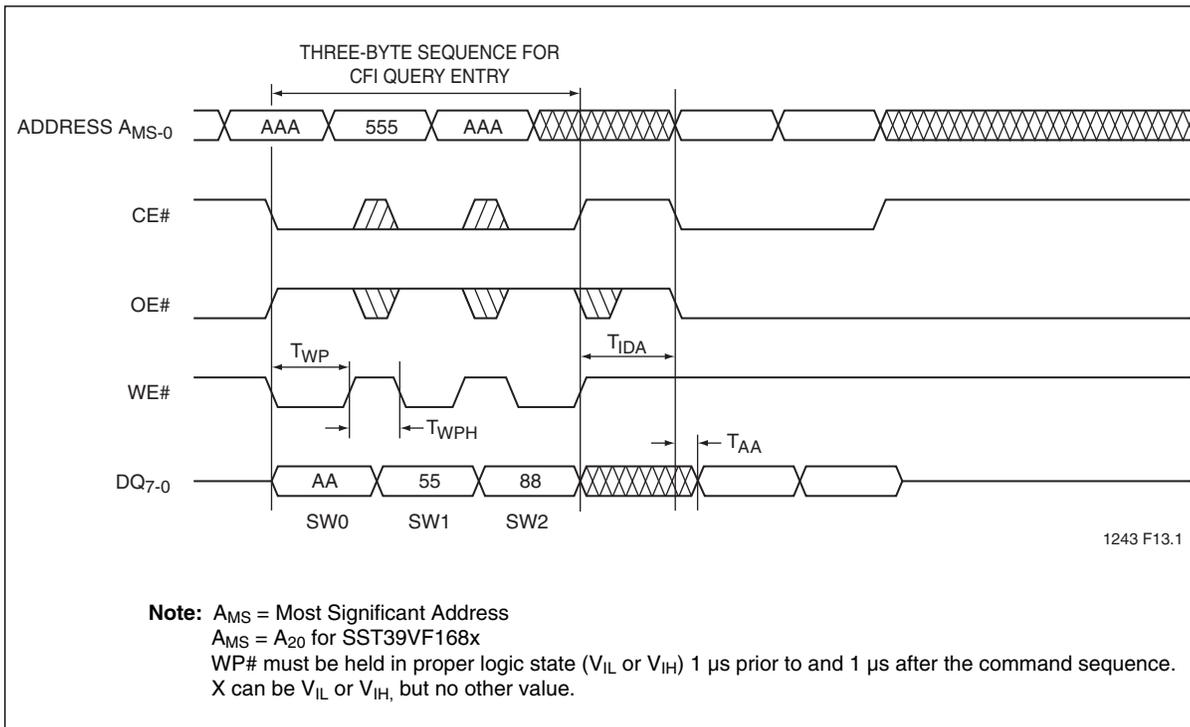 THREE-BYTE SEQUENCE FOR
CFI QUERY ENTRY
ADDRESS AMS-0
AAA
555
AAA
CE#
OE#
TWP
TIDA
WE#
TWPH
TAA
DQ7-0
AA
55
88
SW0
SW1
SW2
1243 F13.1
Note: AMS = Most Significant Address
AMS = A20 for SST39VF168x
WP# must be held in proper logic state (VIL or VIH) 1 µs prior to and 1 µs after the command sequence.
X can be VIL or VIH, but no other value.